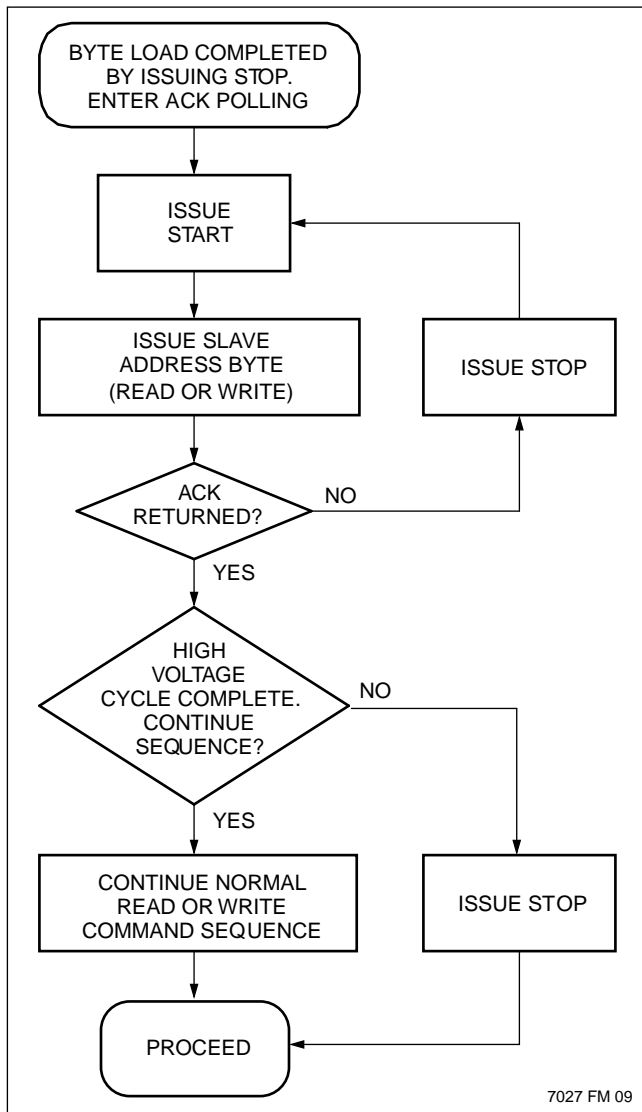 BYTE LOAD COMPLETED
BY ISSUING STOP.
ENTER ACK POLLING
ISSUE
START
ISSUE SLAVE
ADDRESS BYTE
(READ OR WRITE)
ISSUE STOP
ACK
RETURNED?
NO
YES
HIGH
VOLTAGE
CYCLE COMPLETE.
CONTINUE
SEQUENCE?
NO
YES
CONTINUE NORMAL
READ OR WRITE
COMMAND SEQUENCE
ISSUE STOP
PROCEED
7027 FM 09